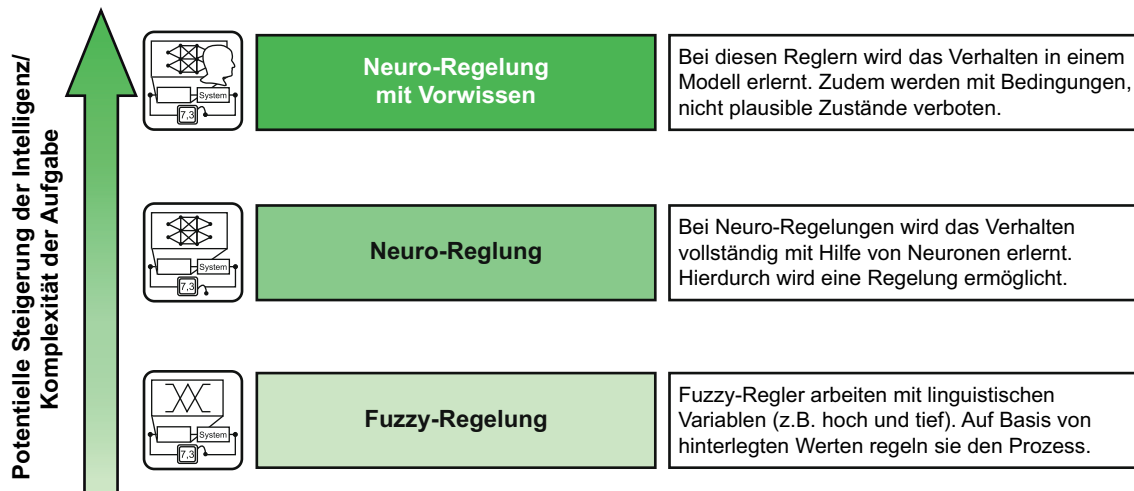 Potentielle Steigerung der Intelligenz/
Komplexität der Aufgabe
System
7,3
Neuro-Regelung
mit Vorwissen
Bei diesen Reglern wird das Verhalten in einem
Modell erlernt. Zudem werden mit Bedingungen,
nicht plausible Zustände verboten.
System
7,3
Neuro-Reglung
Bei Neuro-Regelungen wird das Verhalten
vollständig mit Hilfe von Neuronen erlernt.
Hierdurch wird eine Regelung ermöglicht.
System
7,3
Fuzzy-Regelung
Fuzzy-Regler arbeiten mit linguistischen
Variablen (z.B. hoch und tief). Auf Basis von
hinterlegten Werten regeln sie den Prozess.